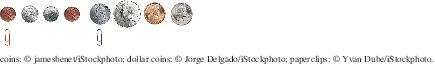 coins: © jamesbenet/iStockphoto; dollar coins: © Jorge Delgado/iStockphoto; paperclips: © Yvan Dube/iStockphoto.